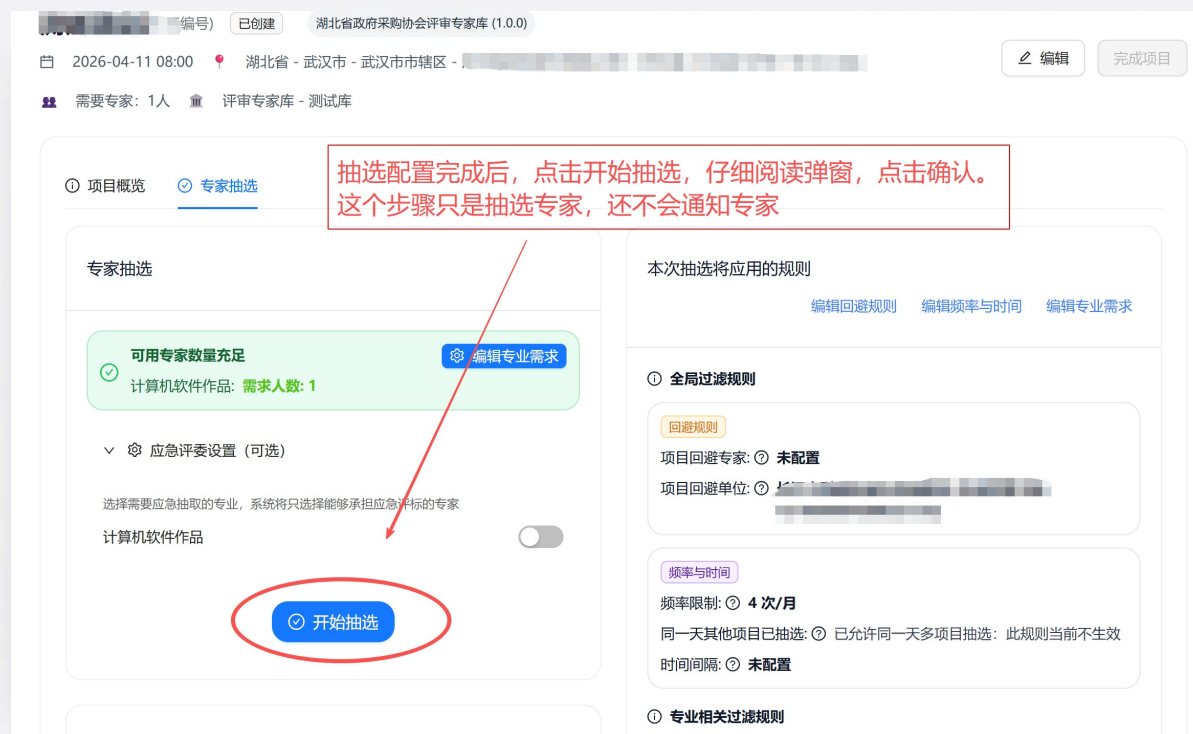 编号)
已创建
湖北省政府采购协会评审专家库 (1.0.0)
2026-04-11 08:00
湖北省 - 武汉市 - 武汉市市辖区 -
编辑
完成项目
需要专家：1人
评审专家库 - 测试库
抽选配置完成后，点击开始抽选，仔细阅读弹窗，点击确认。
这个步骤只是抽选专家，还不会通知专家
项目概览
专家抽选
专家抽选
可用专家数量充足
编辑专业需求
计算机软件作品: 需求人数: 1
应急评委设置（可选）
选择需要应急抽取的专业，系统将只选择能够承担应急评标的专家
计算机软件作品
开始抽选
本次抽选将应用的规则
编辑回避规则
编辑频率与时间
编辑专业需求
全局过滤规则
回避规则
项目回避专家: 未配置
项目回避单位:
频率与时间
频率限制: 4 次/月
同一天其他项目已抽选: 已允许同一天多项目抽选：此规则当前不生效
时间间隔: 未配置
专业相关过滤规则